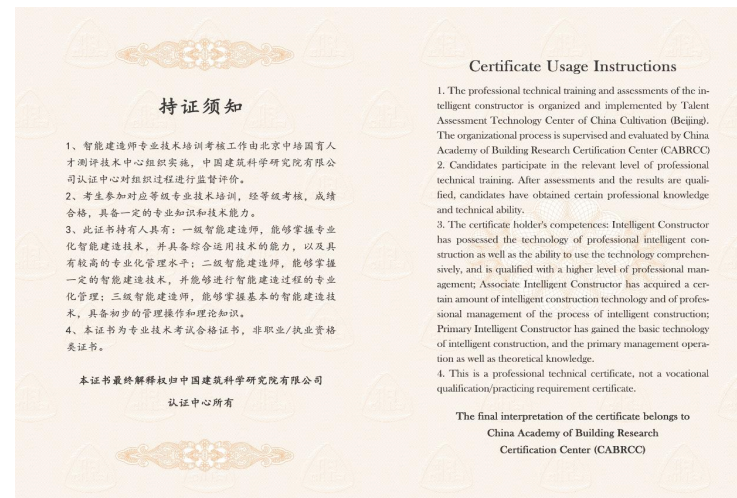 持证须知
1、智能建造师专业技术培训考核工作由北京中培国育人
才测评技术中心组织实施，中国建筑科学研究院有限公
司认证中心对组织过程进行监督评价。
2、考生参加对应等级专业技术培训，经等级考核，成绩
合格，具备一定的专业知识和技术能力。
3、此证书持有人具有：一级智能建造师，能够掌握专业
化智能建造技术，并具备综合运用技术的能力，以及具
有较高的专业化管理水平；二级智能建造师，能够掌握
一定的智能建造技术，并能够进行智能建造过程的专业
化管理；三级智能建造师，能够掌握基本的智能建造技
术，具备初步的管理操作和理论知识。
4、本证书为专业技术考试合格证书，非职业/执业资格
类证书。
本证书最终解释权归中国建筑科学研究院有限公司
认证中心所有
Certificate Usage Instructions
1. The professional technical training and assessments of the in-
telligent constructor is organized and implemented by Talent
Assessment Technology Center of China Cultivation (Beijing).
The organizational process is supervised and evaluated by China
Academy of Building Research Certification Center (CABRCC)
2. Candidates participate in the relevant level of professional
technical training. After assessments and the results are quali-
fied, candidates have obtained certain professional knowledge
and technical ability.
3. The certificate holder's competences: Intelligent Constructor
has possessed the technology of professional intelligent con-
struction as well as the ability to use the technology comprehen-
sively, and is qualified with a higher level of professional man-
agement; Associate Intelligent Constructor has acquired a cer-
tain amount of intelligent construction technology and of profes-
sional management of the process of intelligent construction;
Primary Intelligent Constructor has gained the basic technology
of intelligent construction, and the primary management opera-
tion as well as theoretical knowledge.
4. This is a professional technical certificate, not a vocational
qualification/practicing requirement certificate.
The final interpretation of the certificate belongs to
China Academy of Building Research
Certification Center (CABRCC)